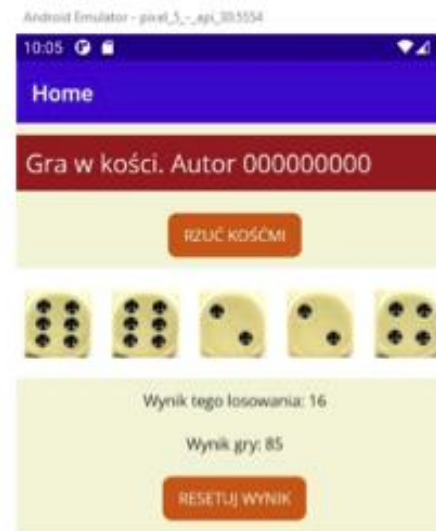 Android Emulator - pixel_5_-_api_30:5554
10:05
Home
Gra w kości. Autor 000000000
RZUĆ KOŚĆMI
Wynik tego losowania: 16
Wynik gry: 85
RESETUJ WYNIK